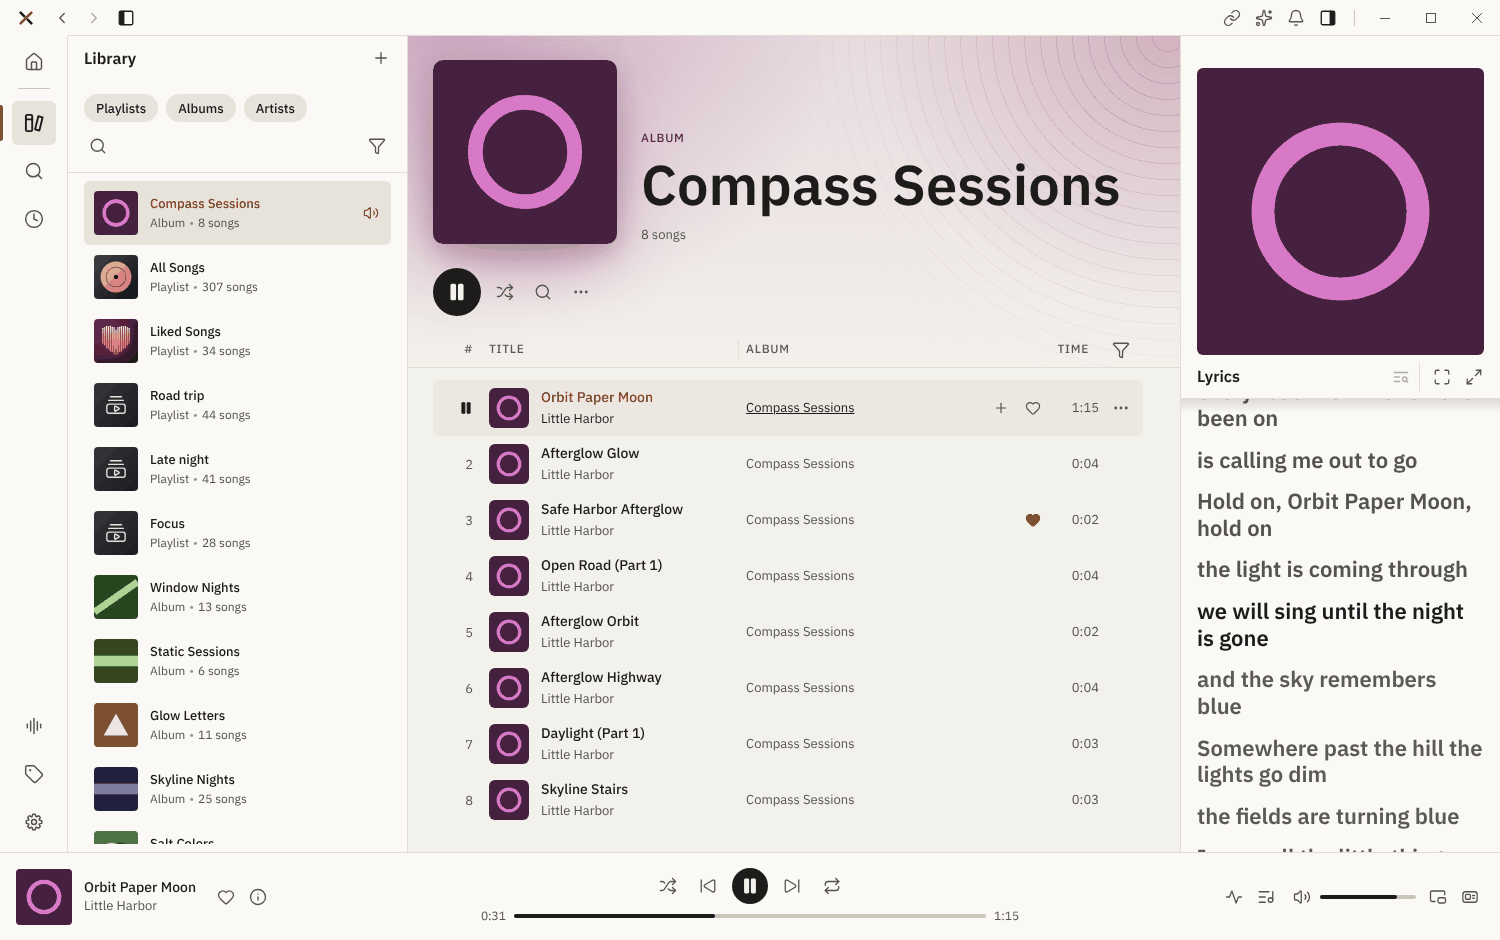 Library
Playlists Albums Artists
Compass Sessions
Album • 8 songs
All Songs
Playlist • 307 songs
Liked Songs
Playlist • 34 songs
Road trip
Playlist • 44 songs
Late night
Playlist • 41 songs
Focus
Playlist • 28 songs
Window Nights
Album • 13 songs
Static Sessions
Album • 6 songs
Glow Letters
Album • 11 songs
Skyline Nights
Album • 25 songs
Salt Colors
ALBUM
Compass Sessions
8 songs
# TITLE ALBUM TIME
Orbit Paper Moon
Little Harbor
Compass Sessions 1:15
2 Afterglow Glow
Little Harbor
Compass Sessions 0:04
3 Safe Harbor Afterglow
Little Harbor
Compass Sessions 0:02
4 Open Road (Part 1)
Little Harbor
Compass Sessions 0:04
5 Afterglow Orbit
Little Harbor
Compass Sessions 0:02
6 Afterglow Highway
Little Harbor
Compass Sessions 0:04
7 Daylight (Part 1)
Little Harbor
Compass Sessions 0:03
8 Skyline Stairs
Little Harbor
Compass Sessions 0:03
Lyrics
been on
is calling me out to go
Hold on, Orbit Paper Moon,
hold on
the light is coming through
we will sing until the night
is gone
and the sky remembers
blue
Somewhere past the hill the
lights go dim
the fields are turning blue
Orbit Paper Moon
Little Harbor
0:31 1:15